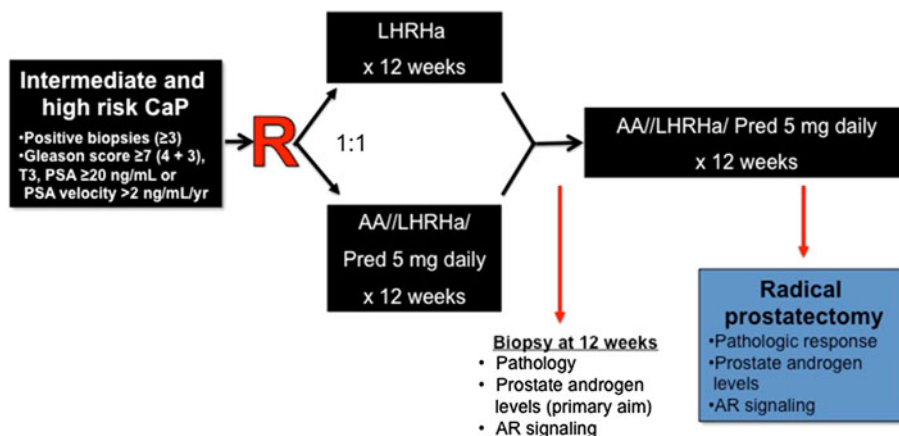 Intermediate and
high risk CaP
•Positive biopsies (≥3)
•Gleason score ≥7 (4 + 3),
T3, PSA ≥20 ng/mL or
PSA velocity >2 ng/mL/yr
R
1:1
LHRHa
x 12 weeks
AA//LHRHa/
Pred 5 mg daily
x 12 weeks
AA//LHRHa/ Pred 5 mg daily
x 12 weeks
Biopsy at 12 weeks
• Pathology
• Prostate androgen
levels (primary aim)
• AR signaling
Radical
prostatectomy
•Pathologic response
•Prostate androgen
levels
•AR signaling